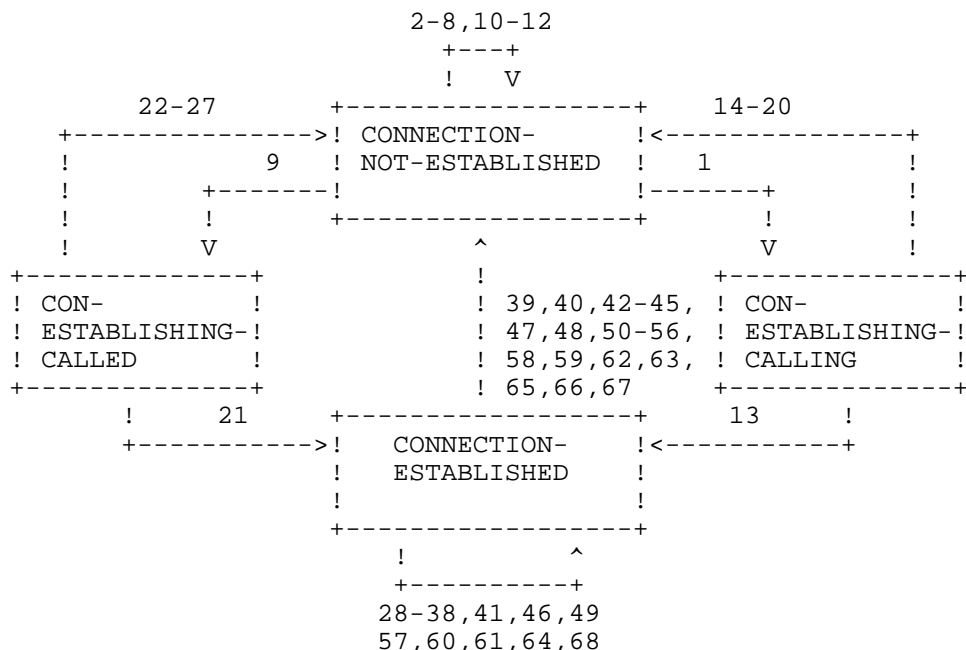 2-8,10-12
+---+
! V
22-27 +------------------+ 14-20
+--------------->! CONNECTION- !<---------------+
! 9 ! NOT-ESTABLISHED ! 1 !
! +-------! !-------+ !
! ! +------------------+ ! !
! V ^ V !
+--------------+ ! +--------------+
! CON- ! ! 39,40,42-45, ! CON- !
! ESTABLISHING-! ! 47,48,50-56, ! ESTABLISHING-!
! CALLED ! ! 58,59,62,63, ! CALLING !
+--------------+ ! 65,66,67 +--------------+
! 21 +------------------+ 13 !
+----------->! CONNECTION- !<-----------+
! ESTABLISHED !
! !
+------------------+
! ^
+----------+
28-38,41,46,49
57,60,61,64,68